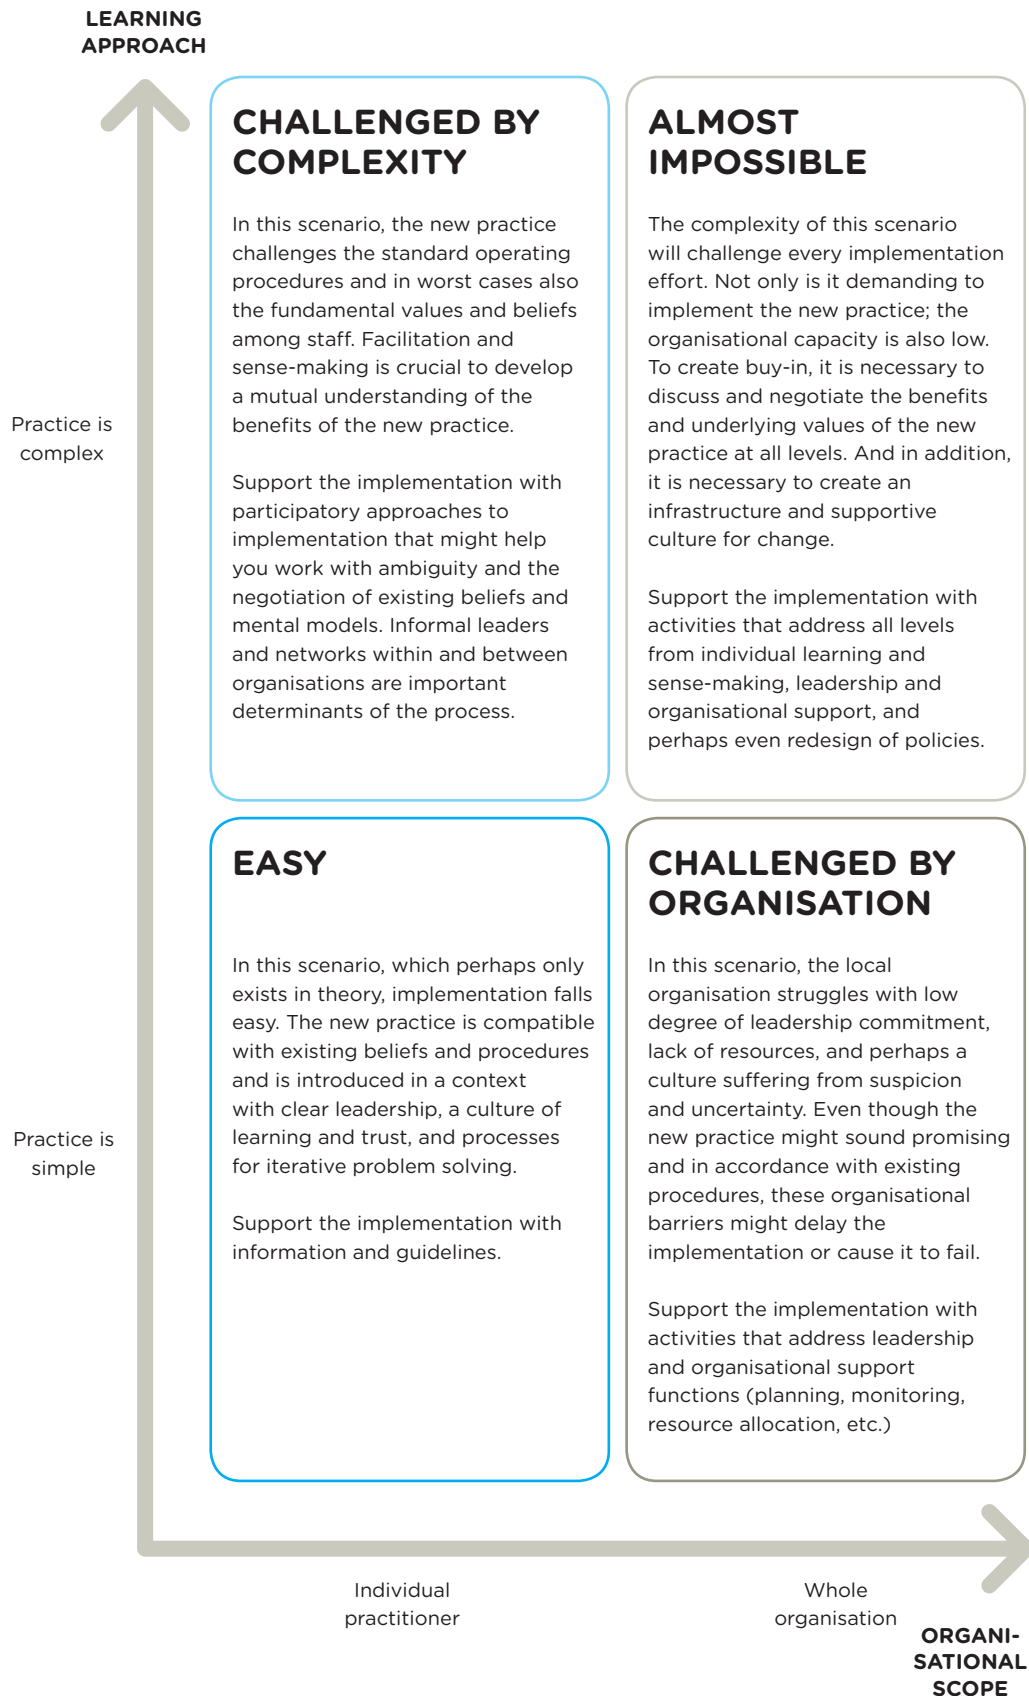 LEARNING
APPROACH
CHALLENGED BY
COMPLEXITY
In this scenario, the new practice
challenges the standard operating
procedures and in worst cases also
the fundamental values and beliefs
among staff. Facilitation and
sense-making is crucial to develop
a mutual understanding of the
benefits of the new practice.
Support the implementation with
participatory approaches to
implementation that might help
you work with ambiguity and the
negotiation of existing beliefs and
mental models. Informal leaders
and networks within and between
organisations are important
determinants of the process.
ALMOST
IMPOSSIBLE
The complexity of this scenario
will challenge every implementation
effort. Not only is it demanding to
implement the new practice; the
organisational capacity is also low.
To create buy-in, it is necessary to
discuss and negotiate the benefits
and underlying values of the new
practice at all levels. And in addition,
it is necessary to create an
infrastructure and supportive
culture for change.
Support the implementation with
activities that address all levels
from individual learning and
sense-making, leadership and
organisational support, and
perhaps even redesign of policies.
Practice is
complex
EASY
In this scenario, which perhaps only
exists in theory, implementation falls
easy. The new practice is compatible
with existing beliefs and procedures
and is introduced in a context
with clear leadership, a culture of
learning and trust, and processes
for iterative problem solving.
Support the implementation with
information and guidelines.
CHALLENGED BY
ORGANISATION
In this scenario, the local
organisation struggles with low
degree of leadership commitment,
lack of resources, and perhaps a
culture suffering from suspicion
and uncertainty. Even though the
new practice might sound promising
and in accordance with existing
procedures, these organisational
barriers might delay the
implementation or cause it to fail.
Support the implementation with
activities that address leadership
and organisational support
functions (planning, monitoring,
resource allocation, etc.)
Practice is
simple
Individual
practitioner
Whole
organisation
ORGANI-
SATIONAL
SCOPE